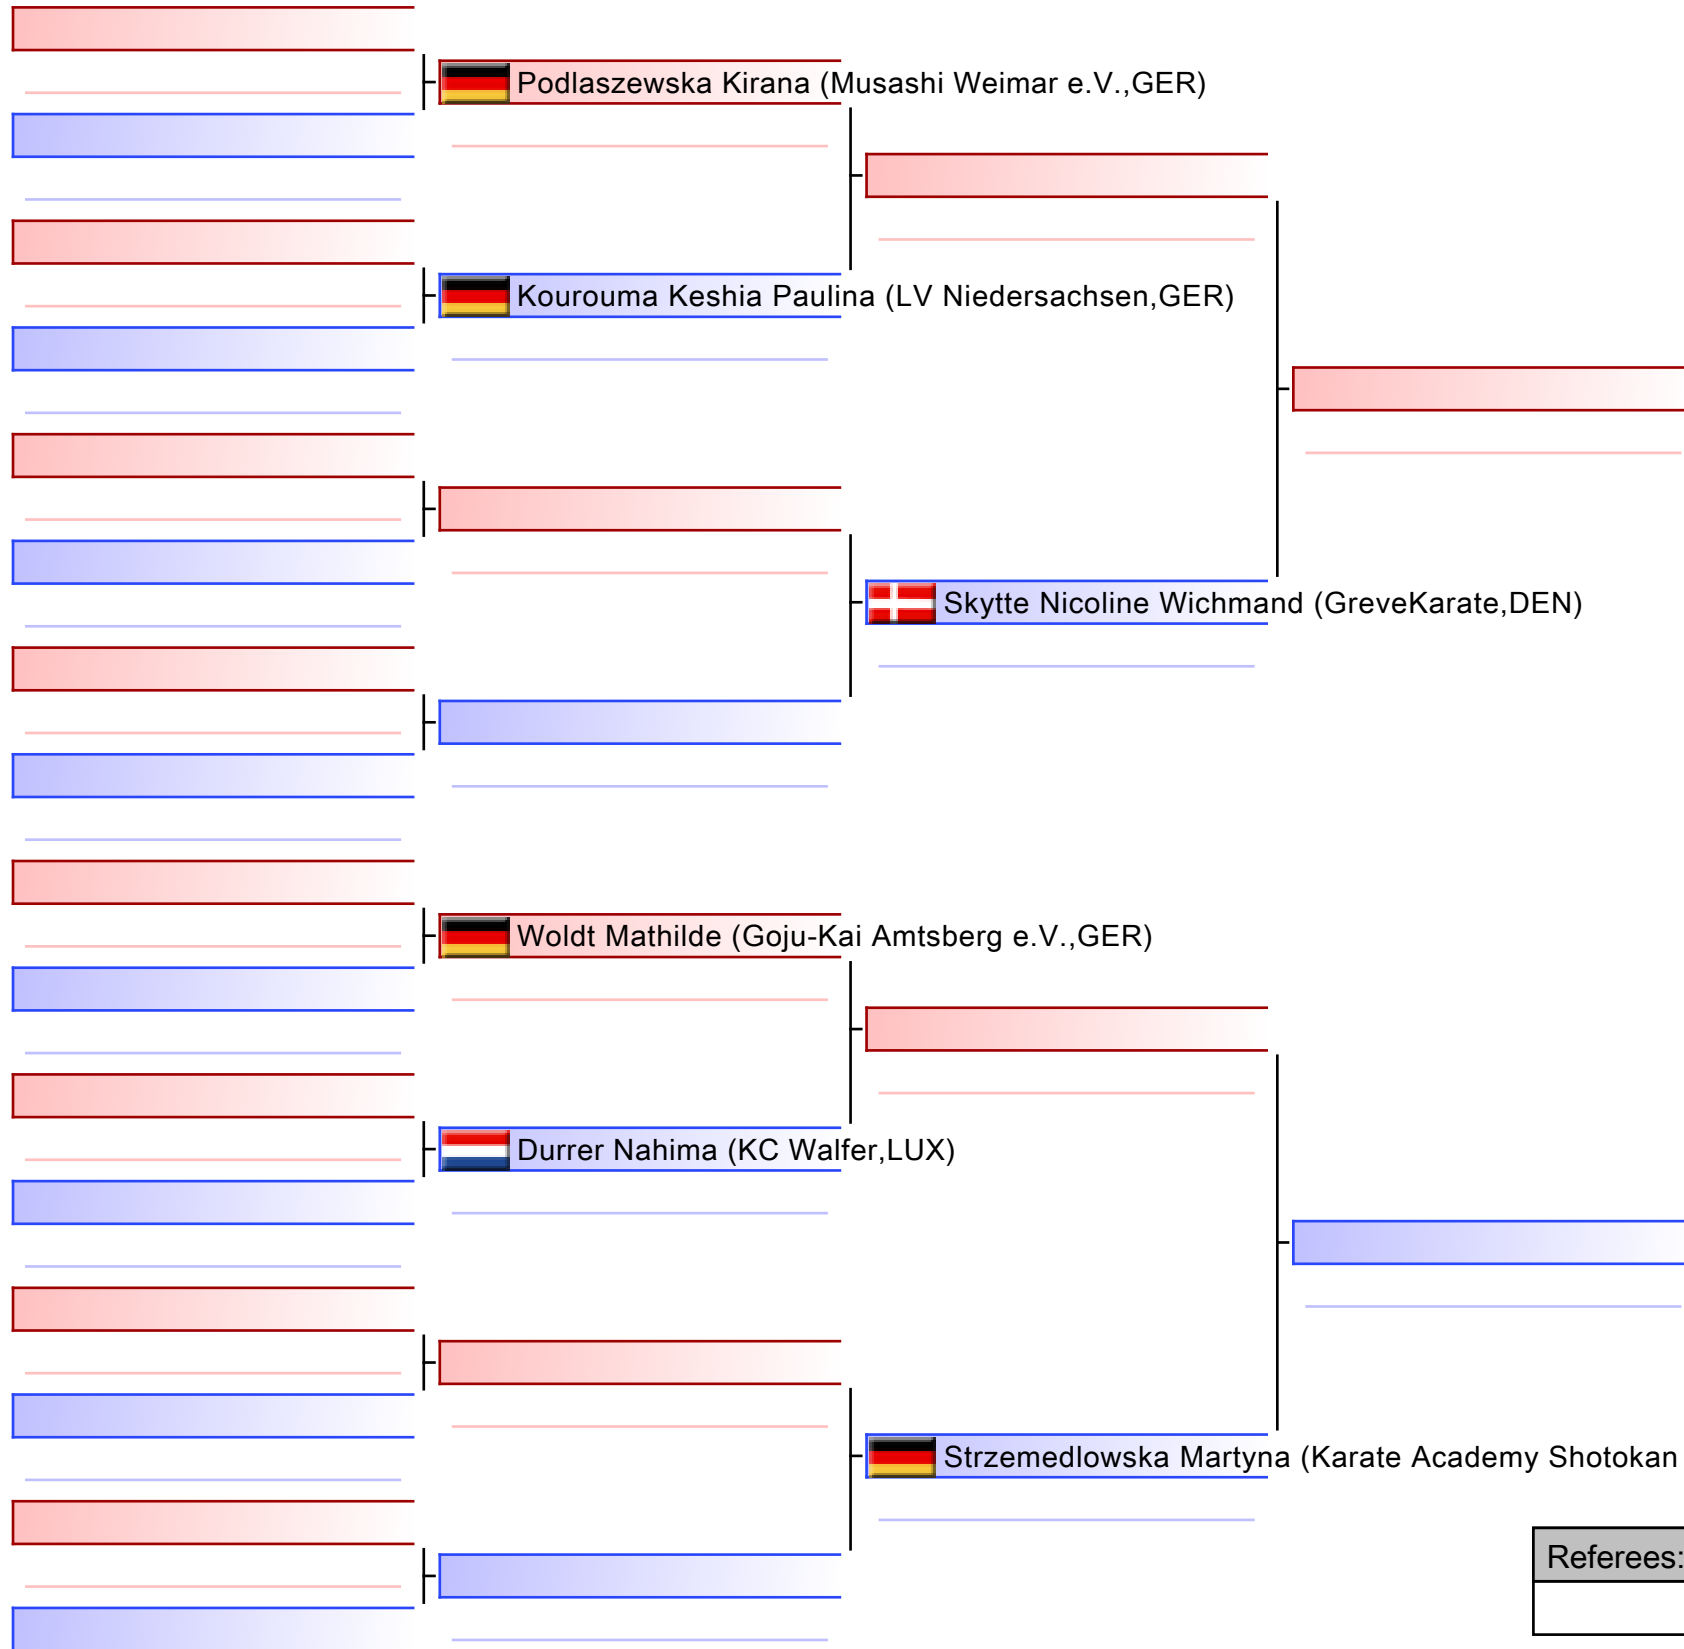 Podlaszewska Kirana (Musashi Weimar e.V.,GER)
Kourouma Keshia Paulina (LV Niedersachsen,GER)
Skytte Nicoline Wichmand (GreveKarate,DEN)
Woldt Mathilde (Goju-Kai Amtsberg e.V.,GER)
Durrer Nahima (KC Walfer,LUX)
Strzemedlowska Martyna (Karate Academy Shotokan
Referees: